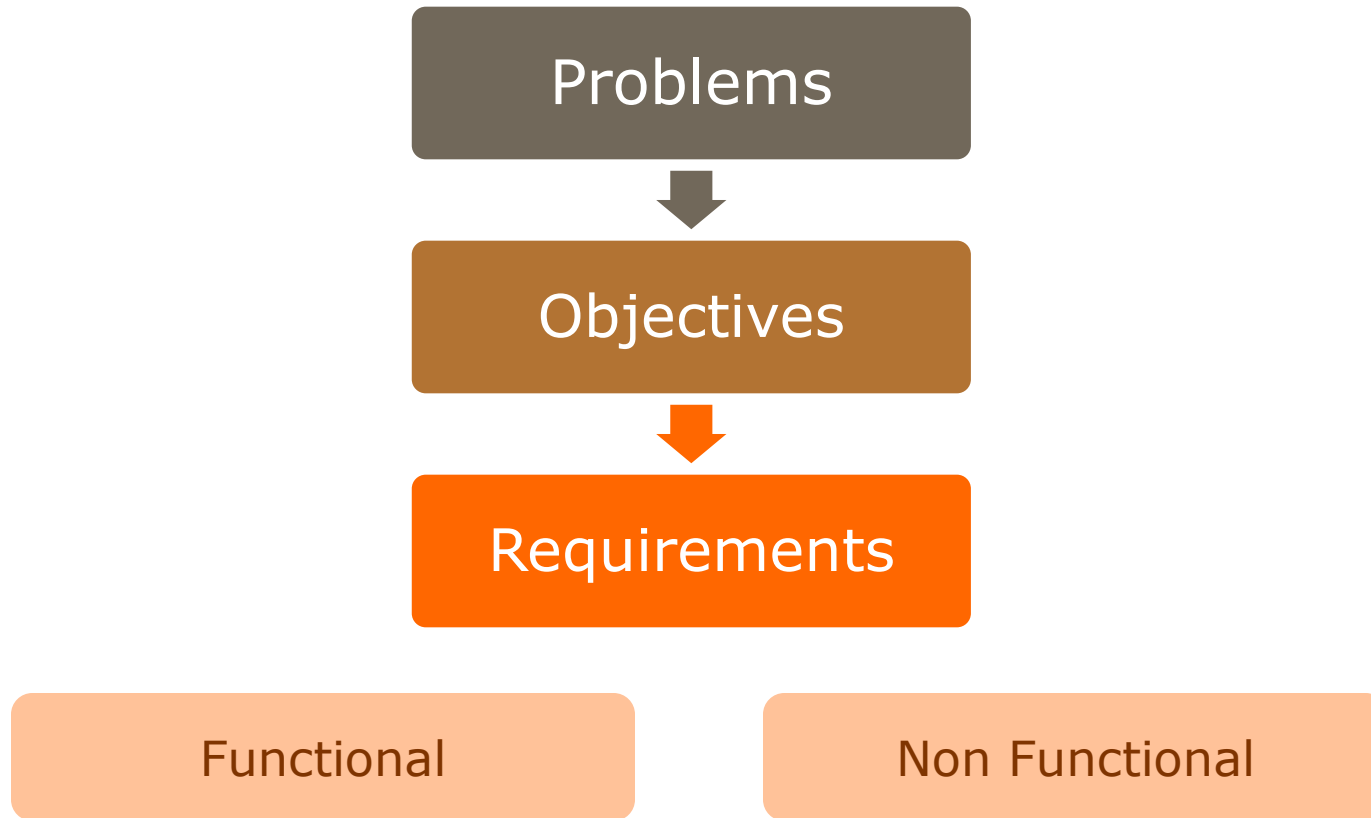 Problems
Objectives
Requirements
Functional
Non Functional